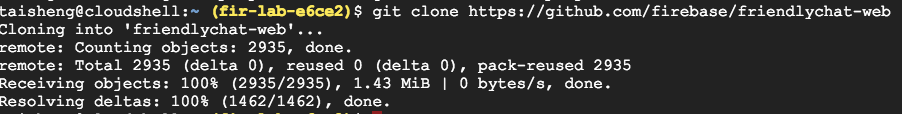 taisheng@cloudshell:~ (fir-lab-e6ce2)$ git clone https://github.com/firebase/friendlychat-web
Cloning into 'friendlychat-web'...
remote: Counting objects: 2935, done.
remote: Total 2935 (delta 0), reused 0 (delta 0), pack-reused 2935
Receiving objects: 100% (2935/2935), 1.43 MiB | 0 bytes/s, done.
Resolving deltas: 100% (1462/1462), done.